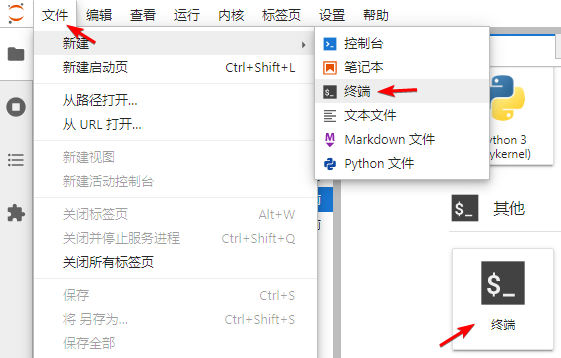 文件 编辑 查看 运行 内核 标签页 设置 帮助
新建
新建启动页 Ctrl+Shift+L
从路径打开...
从 URL 打开...
新建视图
新建活动控制台
关闭标签页 Alt+W
关闭并停止服务进程 Ctrl+Shift+Q
关闭所有标签页
保存 Ctrl+S
将 另存为... Ctrl+Shift+S
保存全部
控制台
笔记本
$_ 终端
文本文件
Markdown 文件
Python 文件
ython 3
ykernel)
$_ 其他
$_
终端